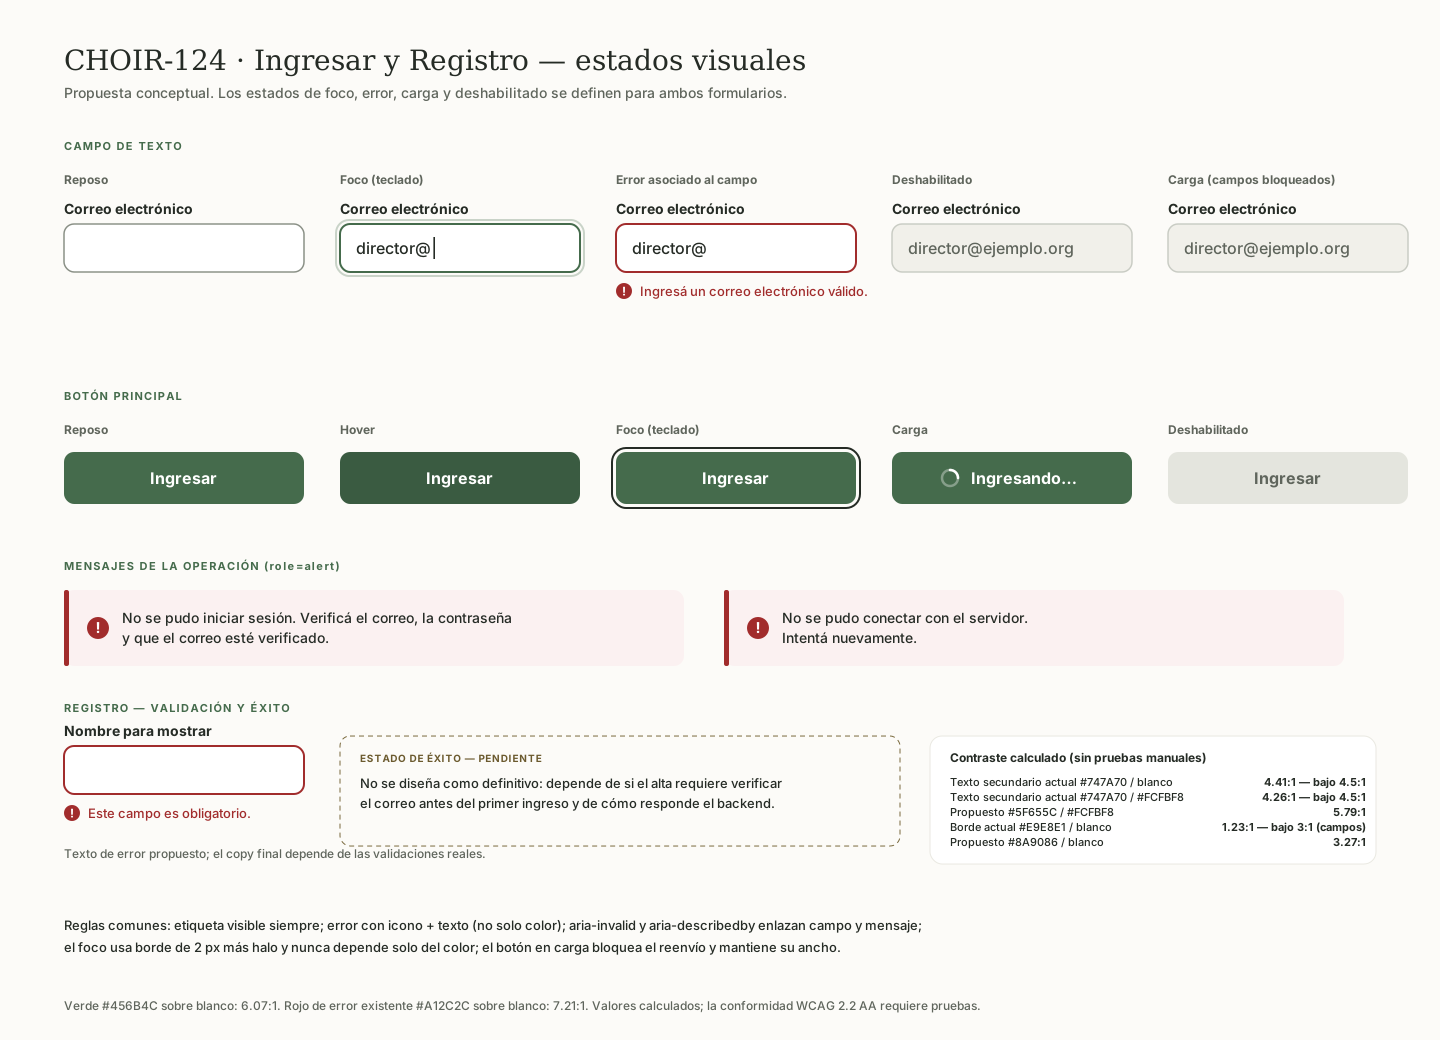 CHOIR-124 · Ingresar y Registro — estados visuales
Propuesta conceptual. Los estados de foco, error, carga y deshabilitado se definen para ambos formularios.
CAMPO DE TEXTO
Reposo
Foco (teclado)
Error asociado al campo
Deshabilitado
Carga (campos bloqueados)
Correo electrónico
Correo electrónico
Correo electrónico
Correo electrónico
Correo electrónico
director@
director@
director@ejemplo.org
director@ejemplo.org
! Ingresá un correo electrónico válido.
BOTÓN PRINCIPAL
Reposo
Hover
Foco (teclado)
Carga
Deshabilitado
Ingresar
Ingresar
Ingresar
Ingresando…
Ingresar
MENSAJES DE LA OPERACIÓN (role=alert)
! No se pudo iniciar sesión. Verificá el correo, la contraseña
y que el correo esté verificado.
! No se pudo conectar con el servidor.
Intentá nuevamente.
REGISTRO — VALIDACIÓN Y ÉXITO
Nombre para mostrar
! Este campo es obligatorio.
Texto de error propuesto; el copy final depende de las validaciones reales.
ESTADO DE ÉXITO — PENDIENTE
No se diseña como definitivo: depende de si el alta requiere verificar
el correo antes del primer ingreso y de cómo responde el backend.
Contraste calculado (sin pruebas manuales)
Texto secundario actual #747A70 / blanco 4.41:1 — bajo 4.5:1
Texto secundario actual #747A70 / #FCFBF8 4.26:1 — bajo 4.5:1
Propuesto #5F655C / #FCFBF8 5.79:1
Borde actual #E9E8E1 / blanco 1.23:1 — bajo 3:1 (campos)
Propuesto #8A9086 / blanco 3.27:1
Reglas comunes: etiqueta visible siempre; error con icono + texto (no solo color); aria-invalid y aria-describedby enlazan campo y mensaje;
el foco usa borde de 2 px más halo y nunca depende solo del color; el botón en carga bloquea el reenvío y mantiene su ancho.
Verde #456B4C sobre blanco: 6.07:1. Rojo de error existente #A12C2C sobre blanco: 7.21:1. Valores calculados; la conformidad WCAG 2.2 AA requiere pruebas.